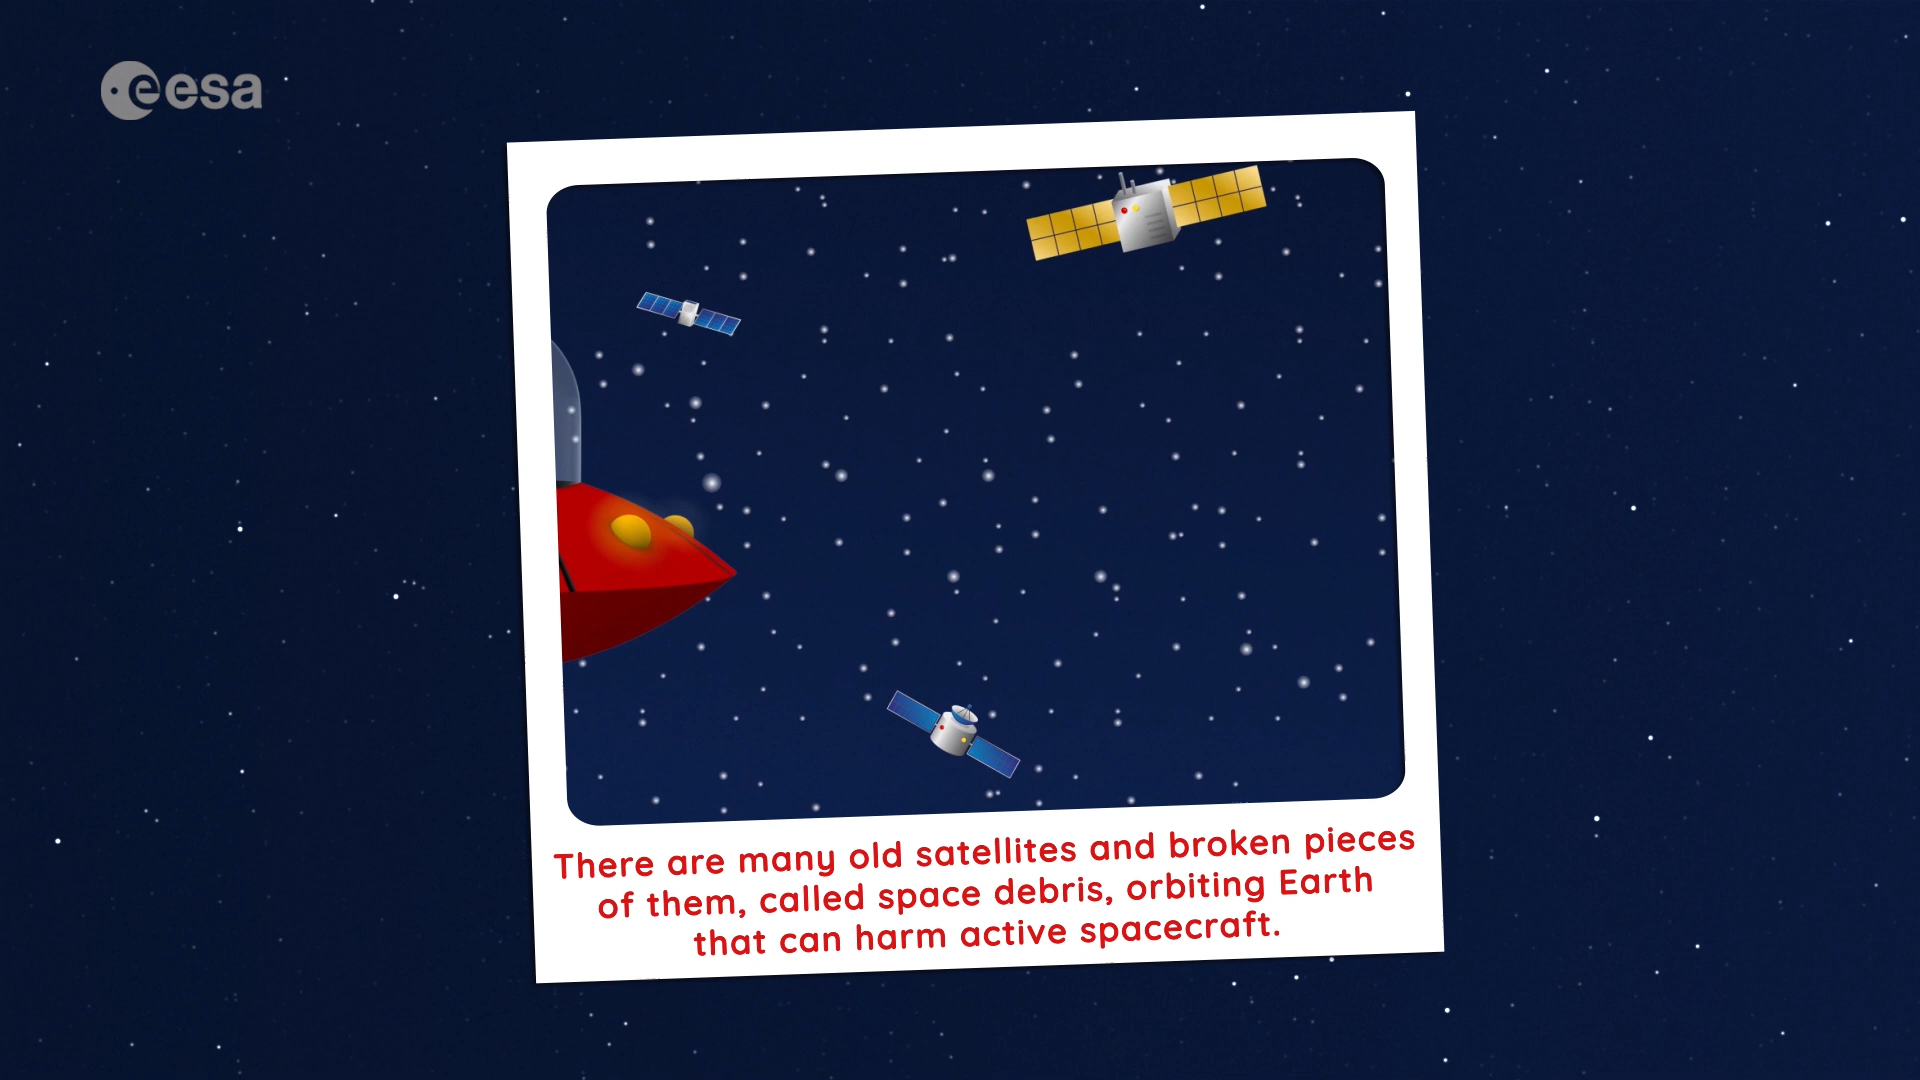 eesa
There are many old satellites and broken pieces
of them, called space debris, orbiting Earth
that can harm active spacecraft.